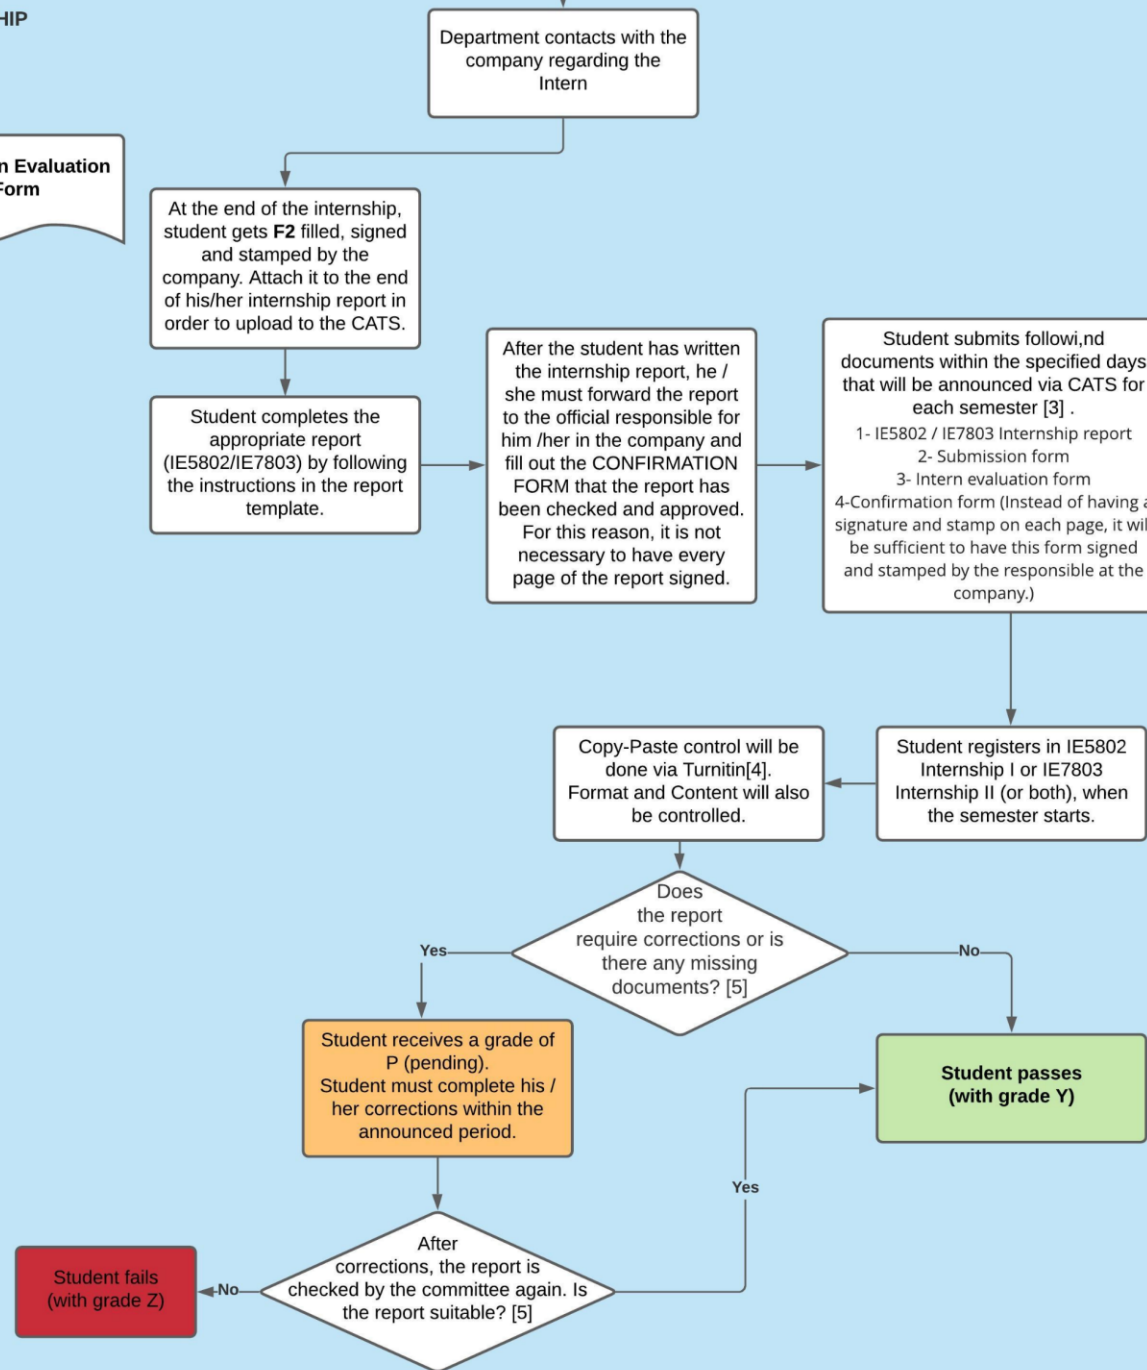 HIP
Department contacts with the
company regarding the
Intern
n Evaluation
Form
At the end of the internship,
student gets F2 filled, signed
and stamped by the
company. Attach it to the end
of his/her internship report in
order to upload to the CATS.
Student completes the
appropriate report
(IE5802/IE7803) by following
the instructions in the report
template.
After the student has written
the internship report, he /
she must forward the report
to the official responsible for
him /her in the company and
fill out the CONFIRMATION
FORM that the report has
been checked and approved.
For this reason, it is not
necessary to have every
page of the report signed.
Student submits followi,nd
documents within the specified days
that will be announced via CATS for
each semester [3] .
1- IE5802 / IE7803 Internship report
2- Submission form
3- Intern evaluation form
4-Confirmation form (Instead of having a
signature and stamp on each page, it will
be sufficient to have this form signed
and stamped by the responsible at the
company.)
Copy-Paste control will be
done via Turnitin[4].
Format and Content will also
be controlled.
Student registers in IE5802
Internship I or IE7803
Internship II (or both), when
the semester starts.
Does
the report
require corrections or is
there any missing
documents? [5]
Yes
No
Student receives a grade of
P (pending).
Student must complete his /
her corrections within the
announced period.
Student passes
(with grade Y)
Yes
After
corrections, the report is
checked by the committee again. Is
the report suitable? [5]
No
Student fails
(with grade Z)